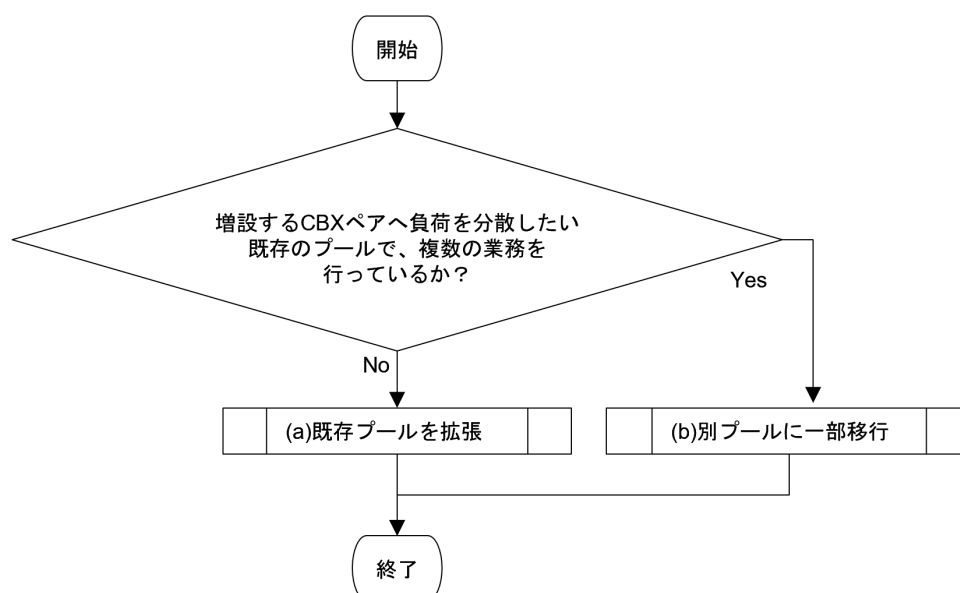 開始
増設するCBXペアへ負荷を分散したい
既存のプールで、複数の業務を
行っているか？
Yes
No
(a)既存プールを拡張
(b)別プールに一部移行
終了